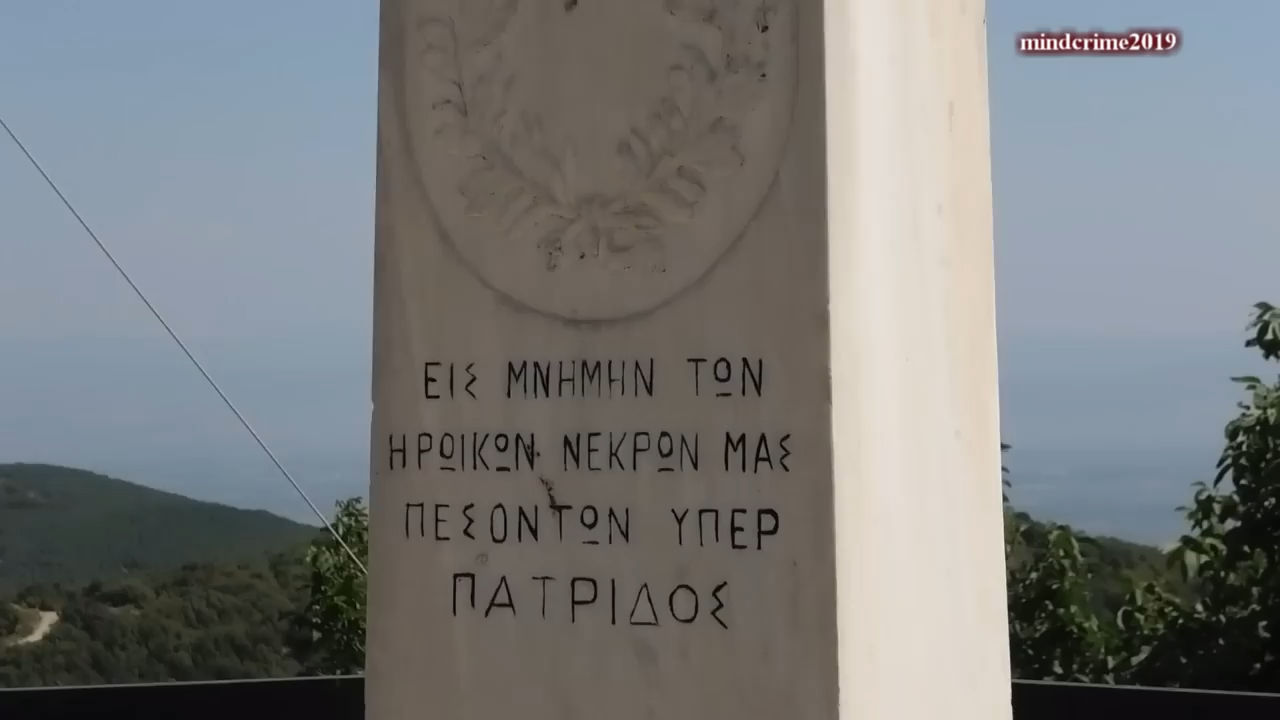 mindcrime2019
ΕΙΣ ΜΝΗΜΗΝ ΤΩΝ
ΗΡΩΙΚΩΝ ΝΕΚΡΩΝ ΜΑΣ
ΠΕΣΟΝΤΩΝ ΥΠΕΡ
ΠΑΤΡΙΔΟΣ